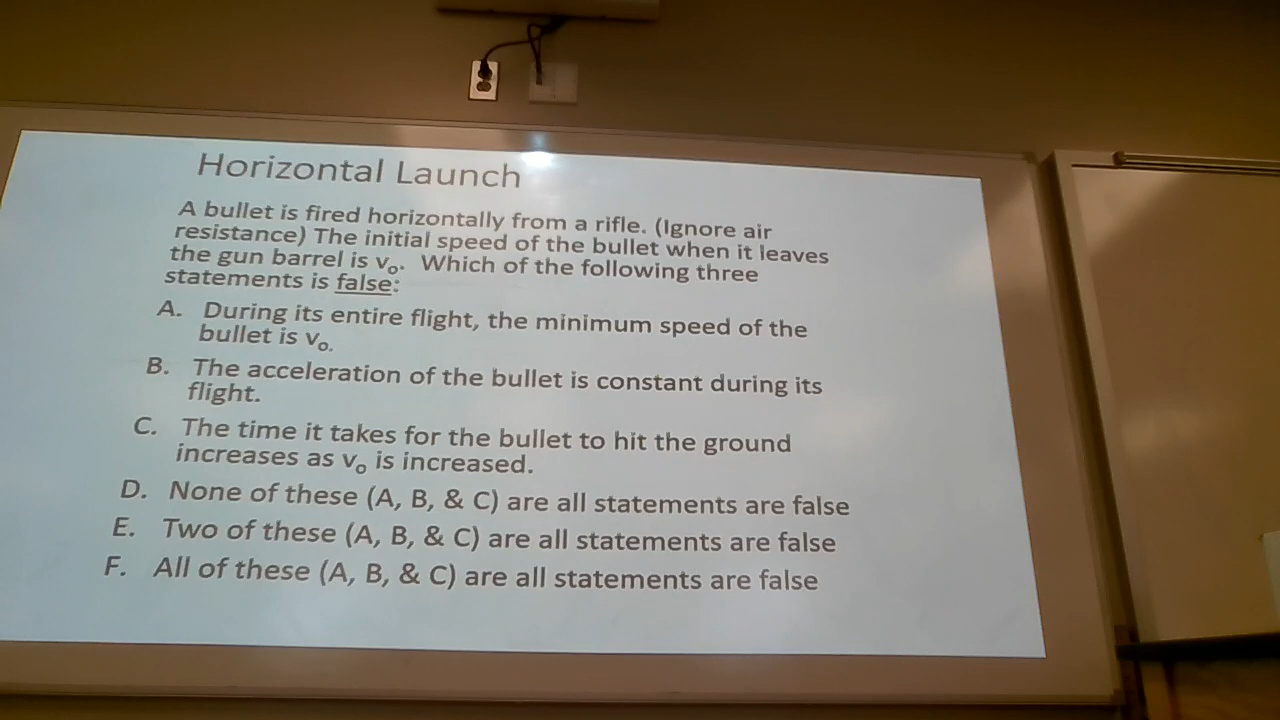 Horizontal Launch
A bullet is fired horizontally from a rifle. (Ignore air
resistance) The initial speed of the bullet when it leaves
the gun barrel is vₒ. Which of the following three
statements is false:
A. During its entire flight, the minimum speed of the
bullet is vₒ.
B. The acceleration of the bullet is constant during its
flight.
C. The time it takes for the bullet to hit the ground
increases as vₒ is increased.
D. None of these (A, B, & C) are all statements are false
E. Two of these (A, B, & C) are all statements are false
F. All of these (A, B, & C) are all statements are false